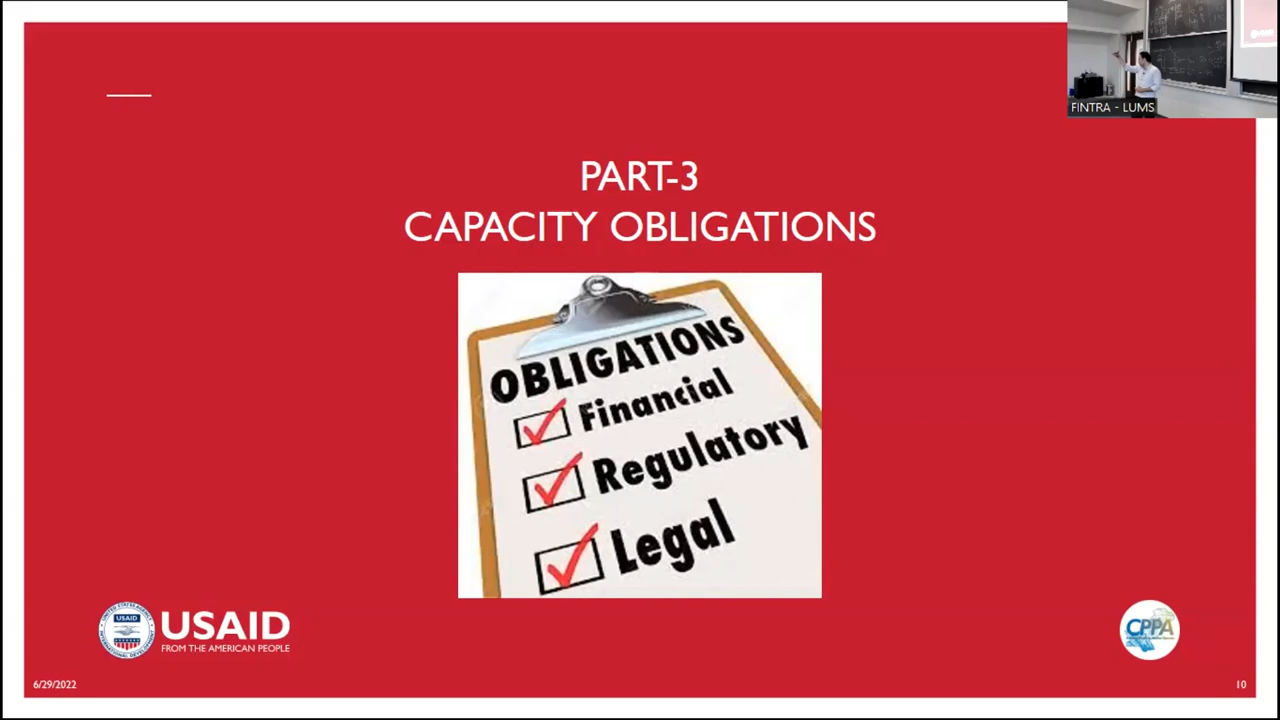 FINTRA - LUMS
PART-3
CAPACITY OBLIGATIONS
OBLIGATIONS
Financial
Regulatory
Legal
USAID
USAID
FROM THE AMERICAN PEOPLE
CPPA
6/29/2022
10